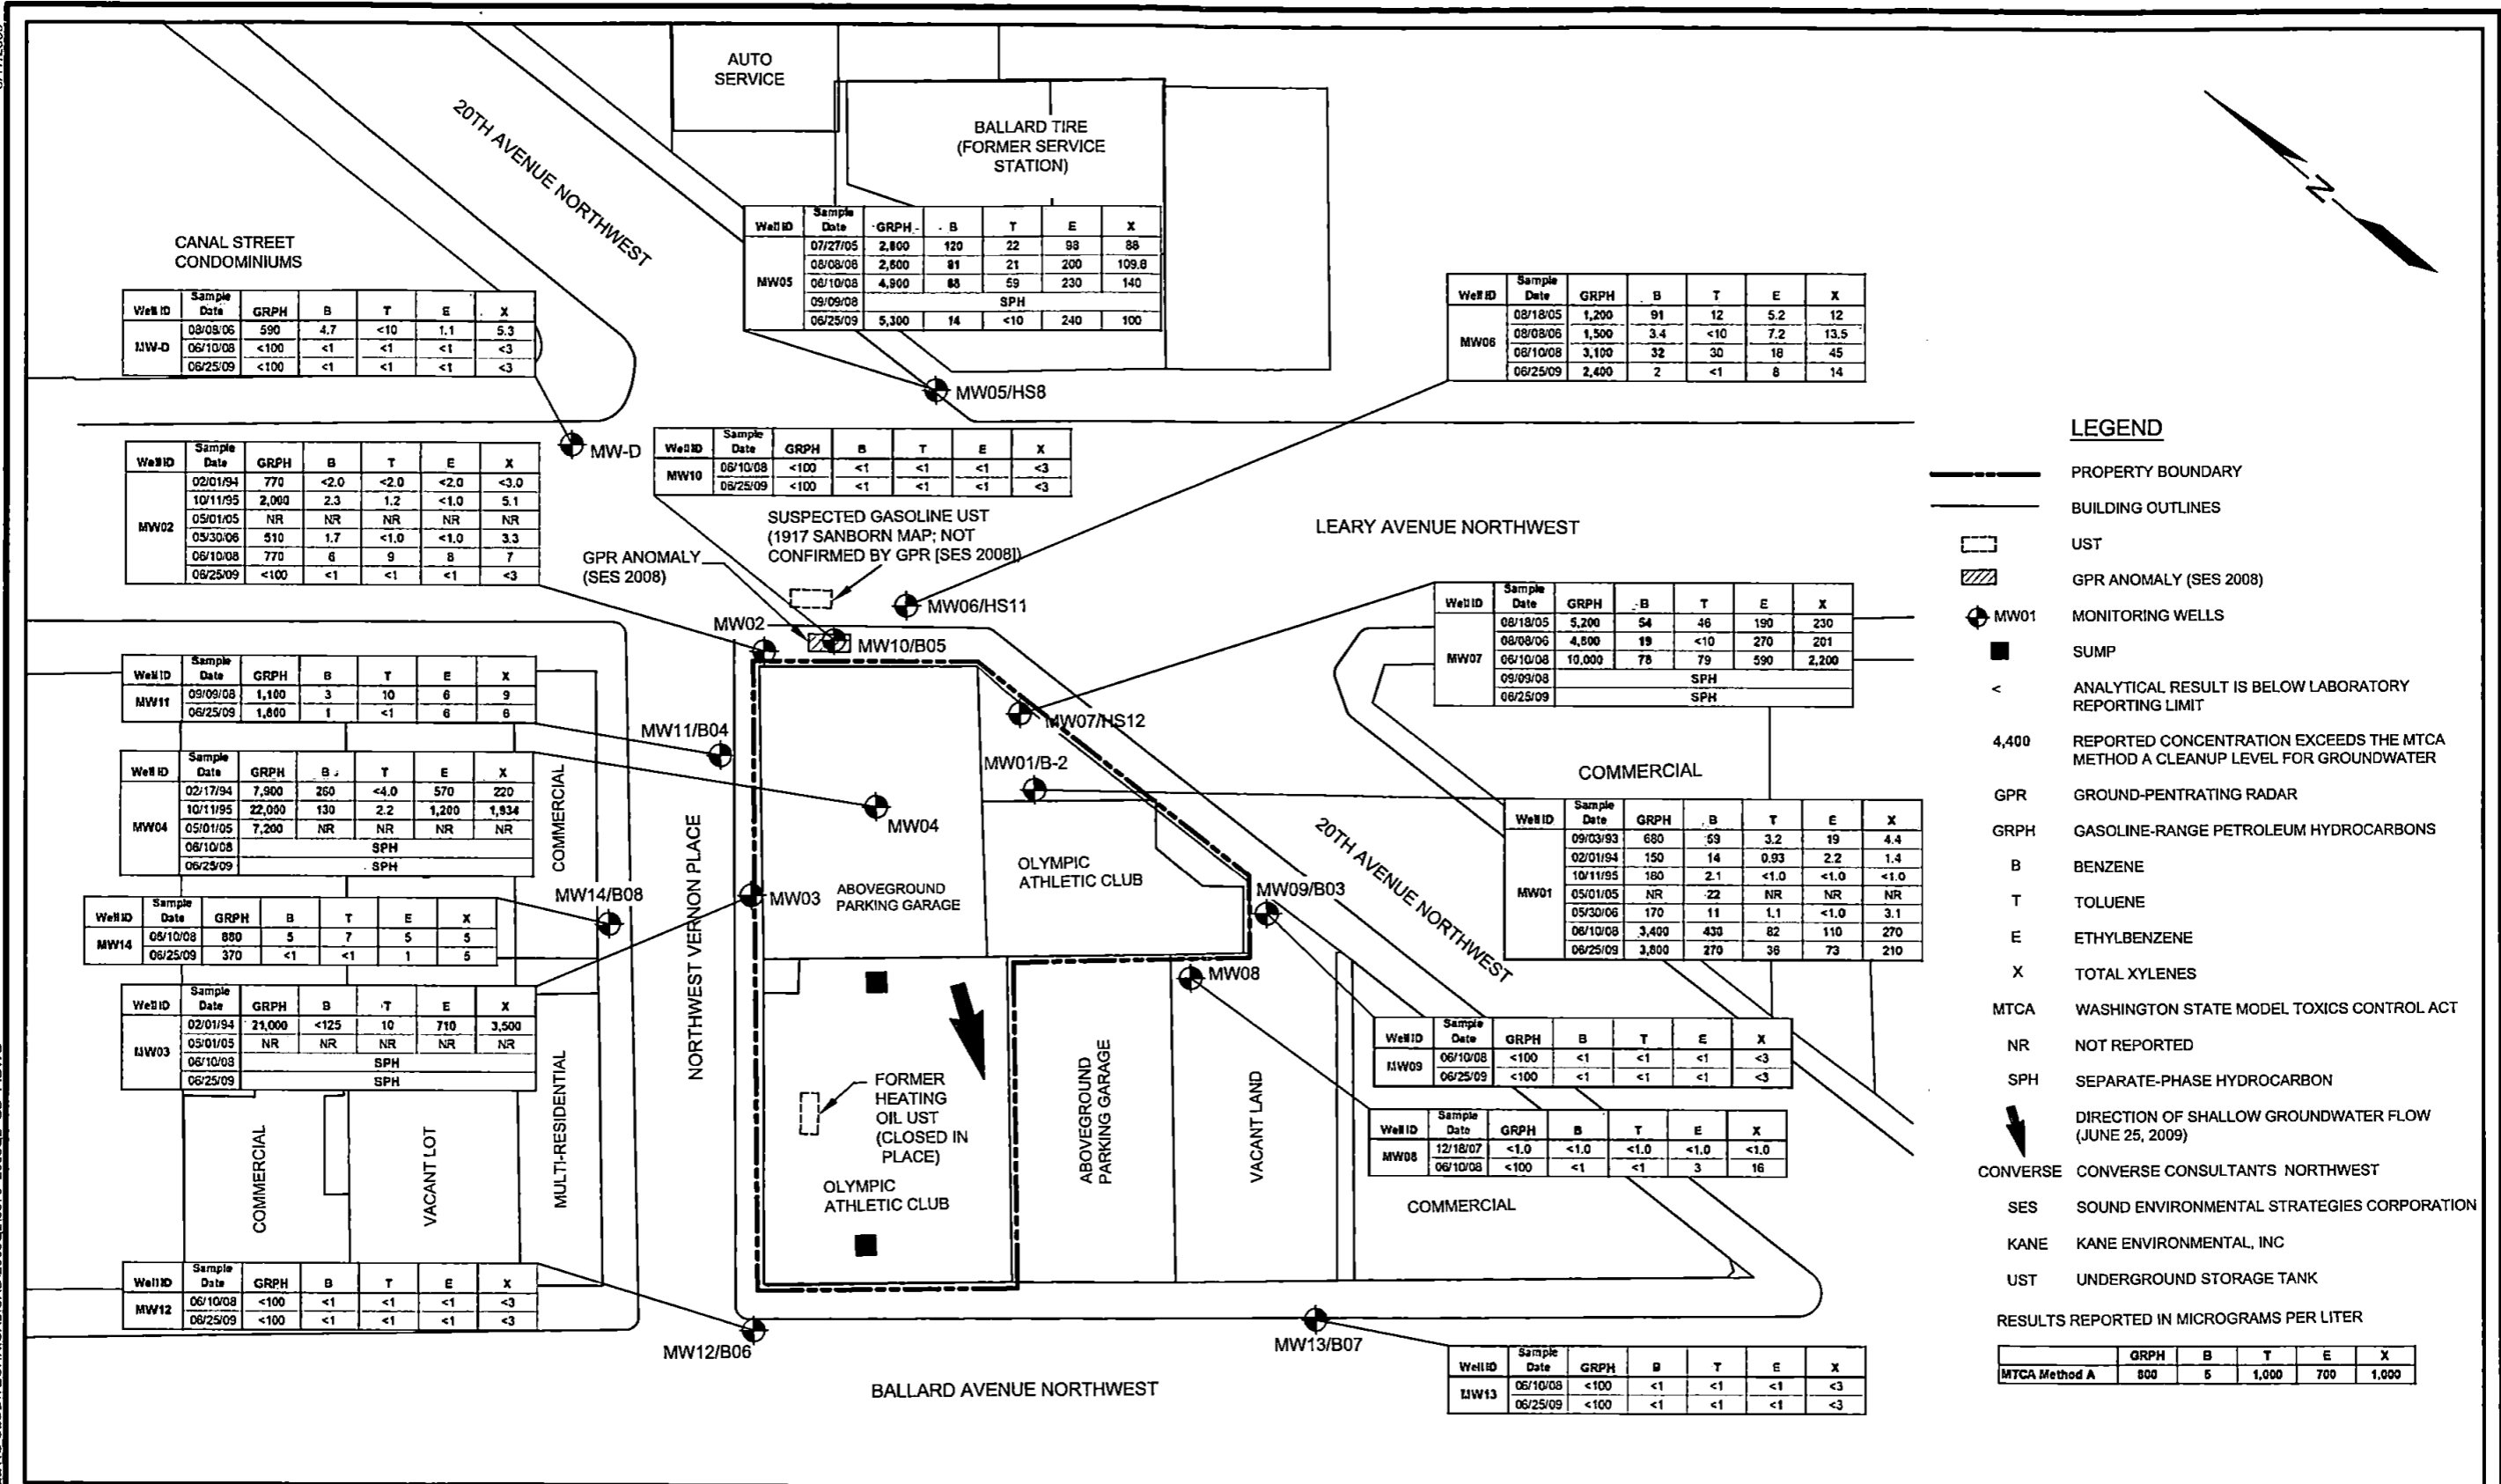 AUTO
SERVICE
20TH AVENUE NORTHWEST
BALLARD TIRE
(FORMER SERVICE
STATION)
CANAL STREET
CONDOMINIUMS
Well ID Sample Date GRPH B T E X
MW05
07/27/05 2,800 120 22 93 88
08/08/06 2,600 81 21 200 109.8
06/10/08 4,900 88 59 230 140
09/09/08 SPH
06/25/09 5,300 14 <10 240 100
Well ID Sample Date GRPH B T E X
MW-D
08/08/06 590 4.7 <10 1.1 5.3
06/10/08 <100 <1 <1 <1 <3
06/25/09 <100 <1 <1 <1 <3
Well ID Sample Date GRPH B T E X
MW06
08/18/05 1,200 91 12 5.2 12
08/08/06 1,500 3.4 <10 7.2 13.5
06/10/08 3,100 32 30 18 45
06/25/09 2,400 2 <1 8 14
MW05/HS8
MW-D
Well ID Sample Date GRPH B T E X
MW10
06/10/08 <100 <1 <1 <1 <3
06/25/09 <100 <1 <1 <1 <3
Well ID Sample Date GRPH B T E X
MW02
02/01/94 770 <2.0 <2.0 <2.0 <3.0
10/11/95 2,000 2.3 1.2 <1.0 5.1
05/01/05 NR NR NR NR NR
05/30/06 510 1.7 <1.0 <1.0 3.3
06/10/08 770 6 9 8 7
06/25/09 <100 <1 <1 <1 <3
SUSPECTED GASOLINE UST
(1917 SANBORN MAP; NOT
CONFIRMED BY GPR [SES 2008])
GPR ANOMALY
(SES 2008)
LEARY AVENUE NORTHWEST
MW06/HS11
MW02
MW10/B05
Well ID Sample Date GRPH B T E X
MW07
08/18/05 5,200 54 46 190 230
08/08/06 4,800 19 <10 270 201
06/10/08 10,000 78 79 590 2,200
09/09/08 SPH
06/25/09 SPH
Well ID Sample Date GRPH B T E X
MW11
09/09/08 1,100 3 10 6 9
06/25/09 1,800 1 <1 6 6
MW11/B04
MW07/HS12
MW01/B-2
MW04
COMMERCIAL
Well ID Sample Date GRPH B T E X
MW04
02/17/94 7,900 260 <4.0 570 220
10/11/95 22,000 130 2.2 1,200 1,934
05/01/05 7,200 NR NR NR NR
06/10/08 SPH
06/25/09 SPH
COMMERCIAL
NORTHWEST VERNON PLACE
Well ID Sample Date GRPH B T E X
MW01
09/03/93 680 59 3.2 19 4.4
02/01/94 150 14 0.93 2.2 1.4
10/11/95 180 2.1 <1.0 <1.0 <1.0
05/01/05 NR 22 NR NR NR
05/30/06 170 11 1.1 <1.0 3.1
06/10/08 3,400 430 82 110 270
06/25/09 3,800 270 36 73 210
20TH AVENUE NORTHWEST
OLYMPIC
ATHLETIC CLUB
ABOVEGROUND
PARKING GARAGE
MW14/B08
MW03
MW09/B03
MW08
Well ID Sample Date GRPH B T E X
MW14
06/10/08 880 5 7 5 5
06/25/09 370 <1 <1 1 5
Well ID Sample Date GRPH B T E X
MW03
02/01/94 21,000 <125 10 710 3,500
05/01/05 NR NR NR NR NR
06/10/08 SPH
06/25/09 SPH
Well ID Sample Date GRPH B T E X
MW09
06/10/08 <100 <1 <1 <1 <3
06/25/09 <100 <1 <1 <1 <3
Well ID Sample Date GRPH B T E X
MW08
12/18/07 <1.0 <1.0 <1.0 <1.0 <1.0
06/10/08 <100 <1 <1 3 16
FORMER
HEATING
OIL UST
(CLOSED IN
PLACE)
OLYMPIC
ATHLETIC CLUB
COMMERCIAL
VACANT LOT
MULTI-RESIDENTIAL
ABOVEGROUND
PARKING GARAGE
VACANT LAND
COMMERCIAL
Well ID Sample Date GRPH B T E X
MW12
06/10/08 <100 <1 <1 <1 <3
06/25/09 <100 <1 <1 <1 <3
MW12/B06
MW13/B07
Well ID Sample Date GRPH B T E X
MW13
06/10/08 <100 <1 <1 <1 <3
06/25/09 <100 <1 <1 <1 <3
BALLARD AVENUE NORTHWEST
N
LEGEND
PROPERTY BOUNDARY
BUILDING OUTLINES
UST
GPR ANOMALY (SES 2008)
MW01 MONITORING WELLS
SUMP
< ANALYTICAL RESULT IS BELOW LABORATORY
REPORTING LIMIT
4,400 REPORTED CONCENTRATION EXCEEDS THE MTCA
METHOD A CLEANUP LEVEL FOR GROUNDWATER
GPR GROUND-PENTRATING RADAR
GRPH GASOLINE-RANGE PETROLEUM HYDROCARBONS
B BENZENE
T TOLUENE
E ETHYLBENZENE
X TOTAL XYLENES
MTCA WASHINGTON STATE MODEL TOXICS CONTROL ACT
NR NOT REPORTED
SPH SEPARATE-PHASE HYDROCARBON
DIRECTION OF SHALLOW GROUNDWATER FLOW
(JUNE 25, 2009)
CONVERSE CONVERSE CONSULTANTS NORTHWEST
SES SOUND ENVIRONMENTAL STRATEGIES CORPORATION
KANE KANE ENVIRONMENTAL, INC
UST UNDERGROUND STORAGE TANK
RESULTS REPORTED IN MICROGRAMS PER LITER
GRPH B T E X
MTCA Method A 800 5 1,000 700 1,000